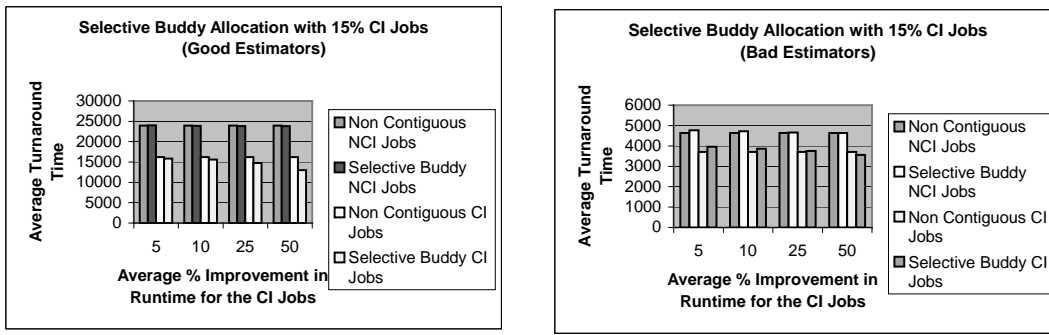 Selective Buddy Allocation with 15% CI Jobs
(Good Estimators)
Average Turnaround
Time
30000
25000
20000
15000
10000
5000
0
5 10 25 50
Average % Improvement in
Runtime for the CI Jobs
Non Contiguous
NCI Jobs
Selective Buddy
NCI Jobs
Non Contiguous CI
Jobs
Selective Buddy CI
Jobs
Selective Buddy Allocation with 15% CI Jobs
(Bad Estimators)
Average Turnaround
Time
6000
5000
4000
3000
2000
1000
0
5 10 25 50
Average % Improvement in
Runtime for the CI Jobs
Non Contiguous
NCI Jobs
Selective Buddy
NCI Jobs
Non Contiguous CI
Jobs
Selective Buddy CI
Jobs